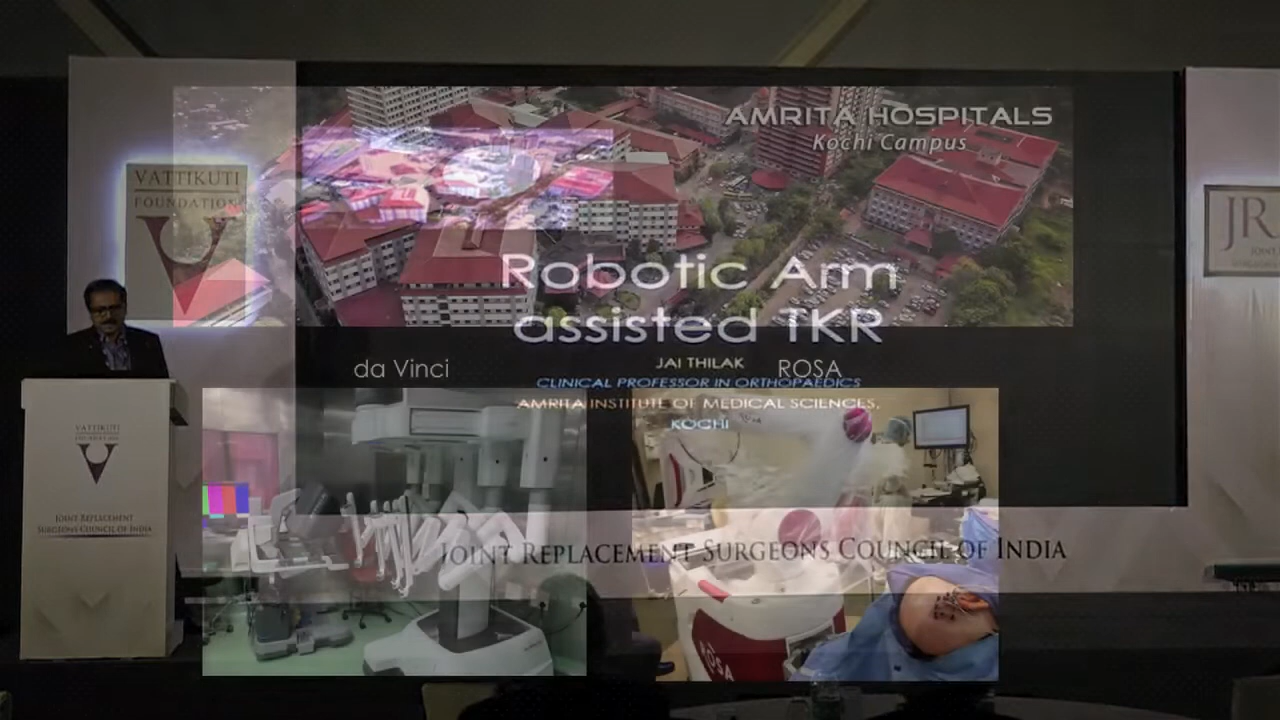 AMRITA HOSPITALS
Kochi Campus
VATTIKUTI
FOUNDATION
JR
Robotic Arm
assisted TKR
JAI THILAK
CLINICAL PROFESSOR IN ORTHOPAEDICS
AMRITA INSTITUTE OF MEDICAL SCIENCES,
KOCHI
da Vinci
ROSA
VATTIKUTI
JOINT REPLACEMENT
SURGEONS COUNCIL OF INDIA
JOINT REPLACEMENT SURGEONS COUNCIL OF INDIA
ROSA